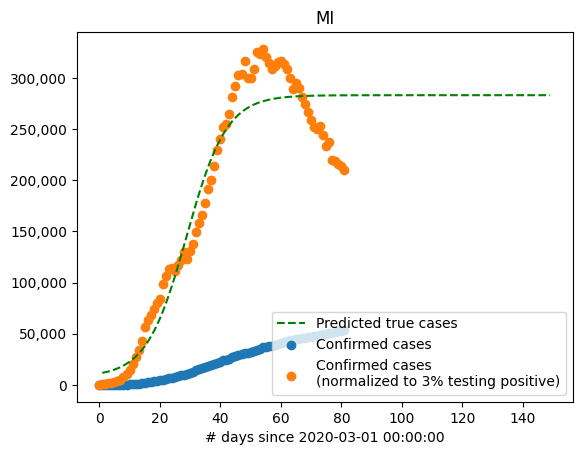 MI
300,000
250,000
200,000
150,000
100,000
50,000
0
Predicted true cases
Confirmed cases
Confirmed cases
(normalized to 3% testing positive)
0 20 40 60 80 100 120 140
# days since 2020-03-01 00:00:00